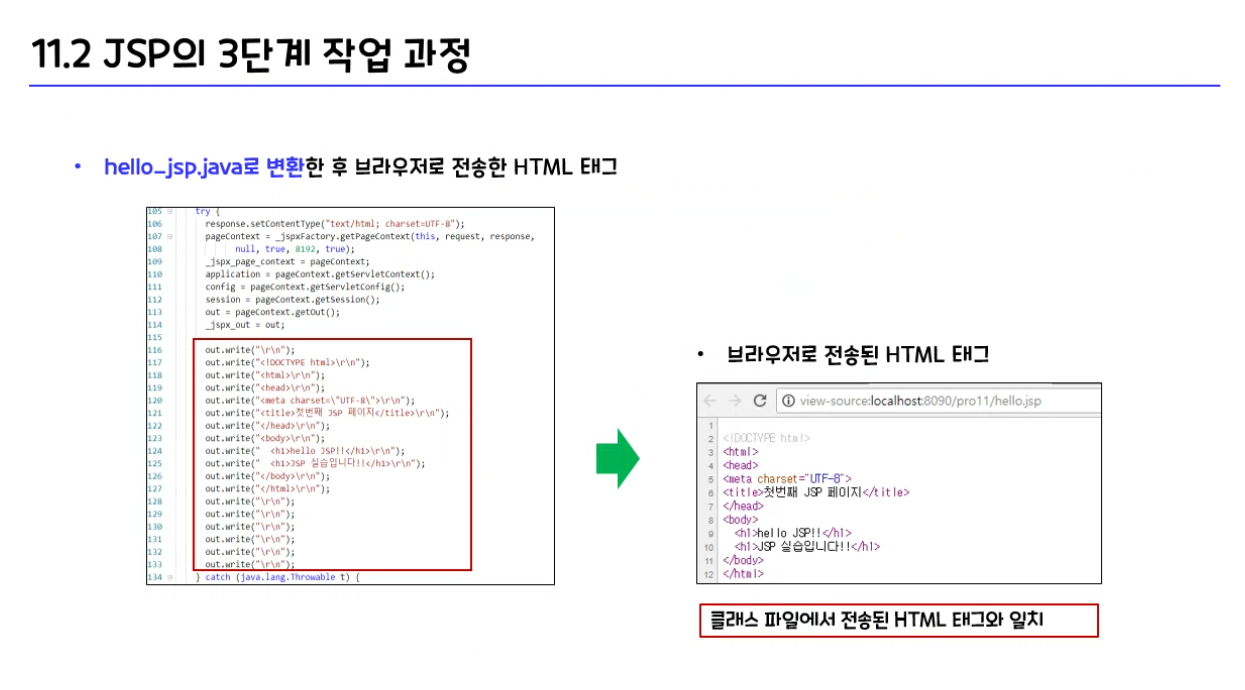 11.2 JSP의 3단계 작업 과정
• hello_jsp.java로 변환한 후 브라우저로 전송한 HTML 태그
105 try {
106 response.setContentType("text/html; charset=UTF-8");
107 pageContext = _jspxFactory.getPageContext(this, request, response,
108 null, true, 8192, true);
109 _jspx_page_context = pageContext;
110 application = pageContext.getServletContext();
111 config = pageContext.getServletConfig();
112 session = pageContext.getSession();
113 out = pageContext.getOut();
114 _jspx_out = out;
115
116 out.write("\r\n");
117 out.write("<!DOCTYPE html>\r\n");
118 out.write("<html>\r\n");
119 out.write("<head>\r\n");
120 out.write("<meta charset=\"UTF-8\">\r\n");
121 out.write("<title>첫번째 JSP 페이지</title>\r\n");
122 out.write("</head>\r\n");
123 out.write("<body>\r\n");
124 out.write("  <h1>hello JSP!!</h1>\r\n");
125 out.write("  <h1>JSP 실습입니다!!</h1>\r\n");
126 out.write("</body>\r\n");
127 out.write("</html>\r\n");
128 out.write("\r\n");
129 out.write("\r\n");
130 out.write("\r\n");
131 out.write("\r\n");
132 out.write("\r\n");
133 out.write("\r\n");
134 } catch (java.lang.Throwable t) {
• 브라우저로 전송된 HTML 태그
view-source:localhost:8090/pro11/hello.jsp
1
2 <!DOCTYPE html>
3 <html>
4 <head>
5 <meta charset="UTF-8">
6 <title>첫번째 JSP 페이지</title>
7 </head>
8 <body>
9 <h1>hello JSP!!</h1>
10 <h1>JSP 실습입니다!!</h1>
11 </body>
12 </html>
클래스 파일에서 전송된 HTML 태그와 일치